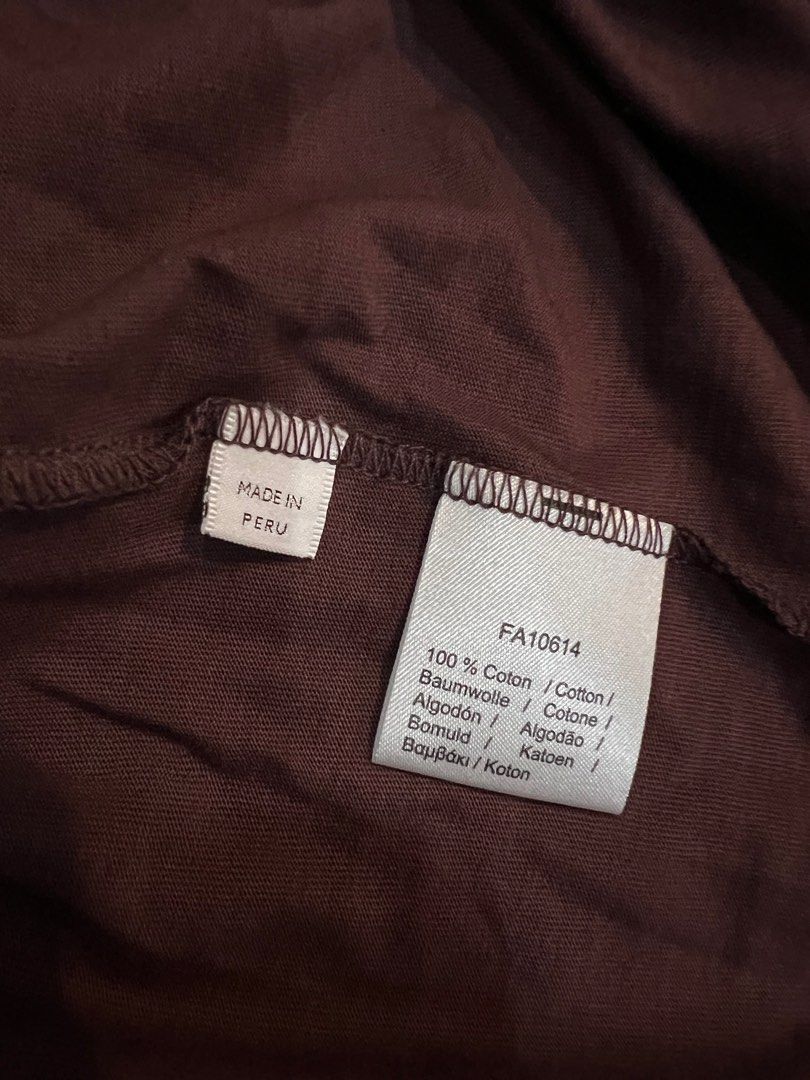 MADE IN
PERU
FA10614
100 % Coton / Cotton /
Baumwolle / Cotone /
Algodón / Algodão /
Bomuld / Katoen /
Βαμβάκι / Koton